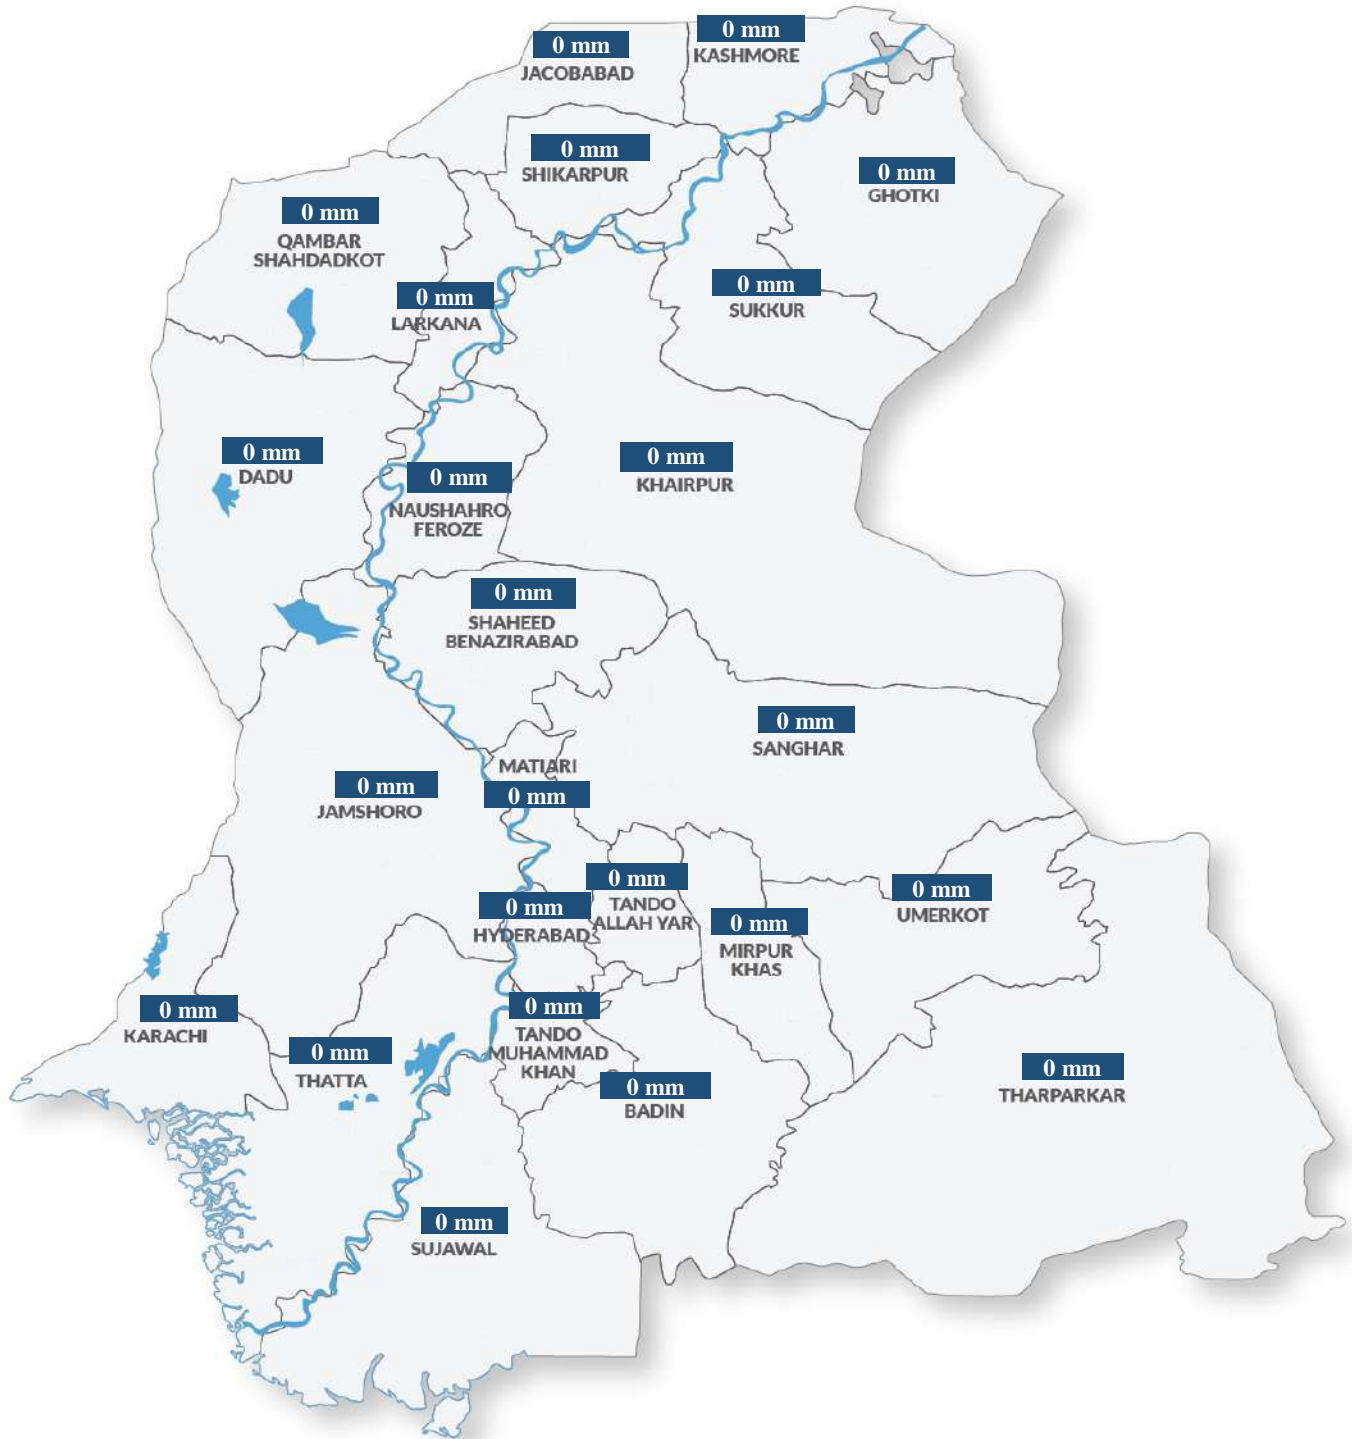 0 mm
KASHMORE
0 mm
JACOBABAD
0 mm
SHIKARPUR
0 mm
GHOTKI
0 mm
QAMBAR
SHAHDADKOT
0 mm
LARKANA
0 mm
SUKKUR
0 mm
DADU
0 mm
NAUSHAHRO
FEROZE
0 mm
KHAIRPUR
0 mm
SHAHEED
BENAZIRABAD
0 mm
SANGHAR
MATIARI
0 mm
0 mm
JAMSHORO
0 mm
TANDO
ALLAH YAR
0 mm
UMERKOT
0 mm
HYDERABAD
0 mm
MIRPUR
KHAS
0 mm
KARACHI
0 mm
TANDO
MUHAMMAD
KHAN
0 mm
THATTA
0 mm
BADIN
0 mm
THARPARKAR
0 mm
SUJAWAL